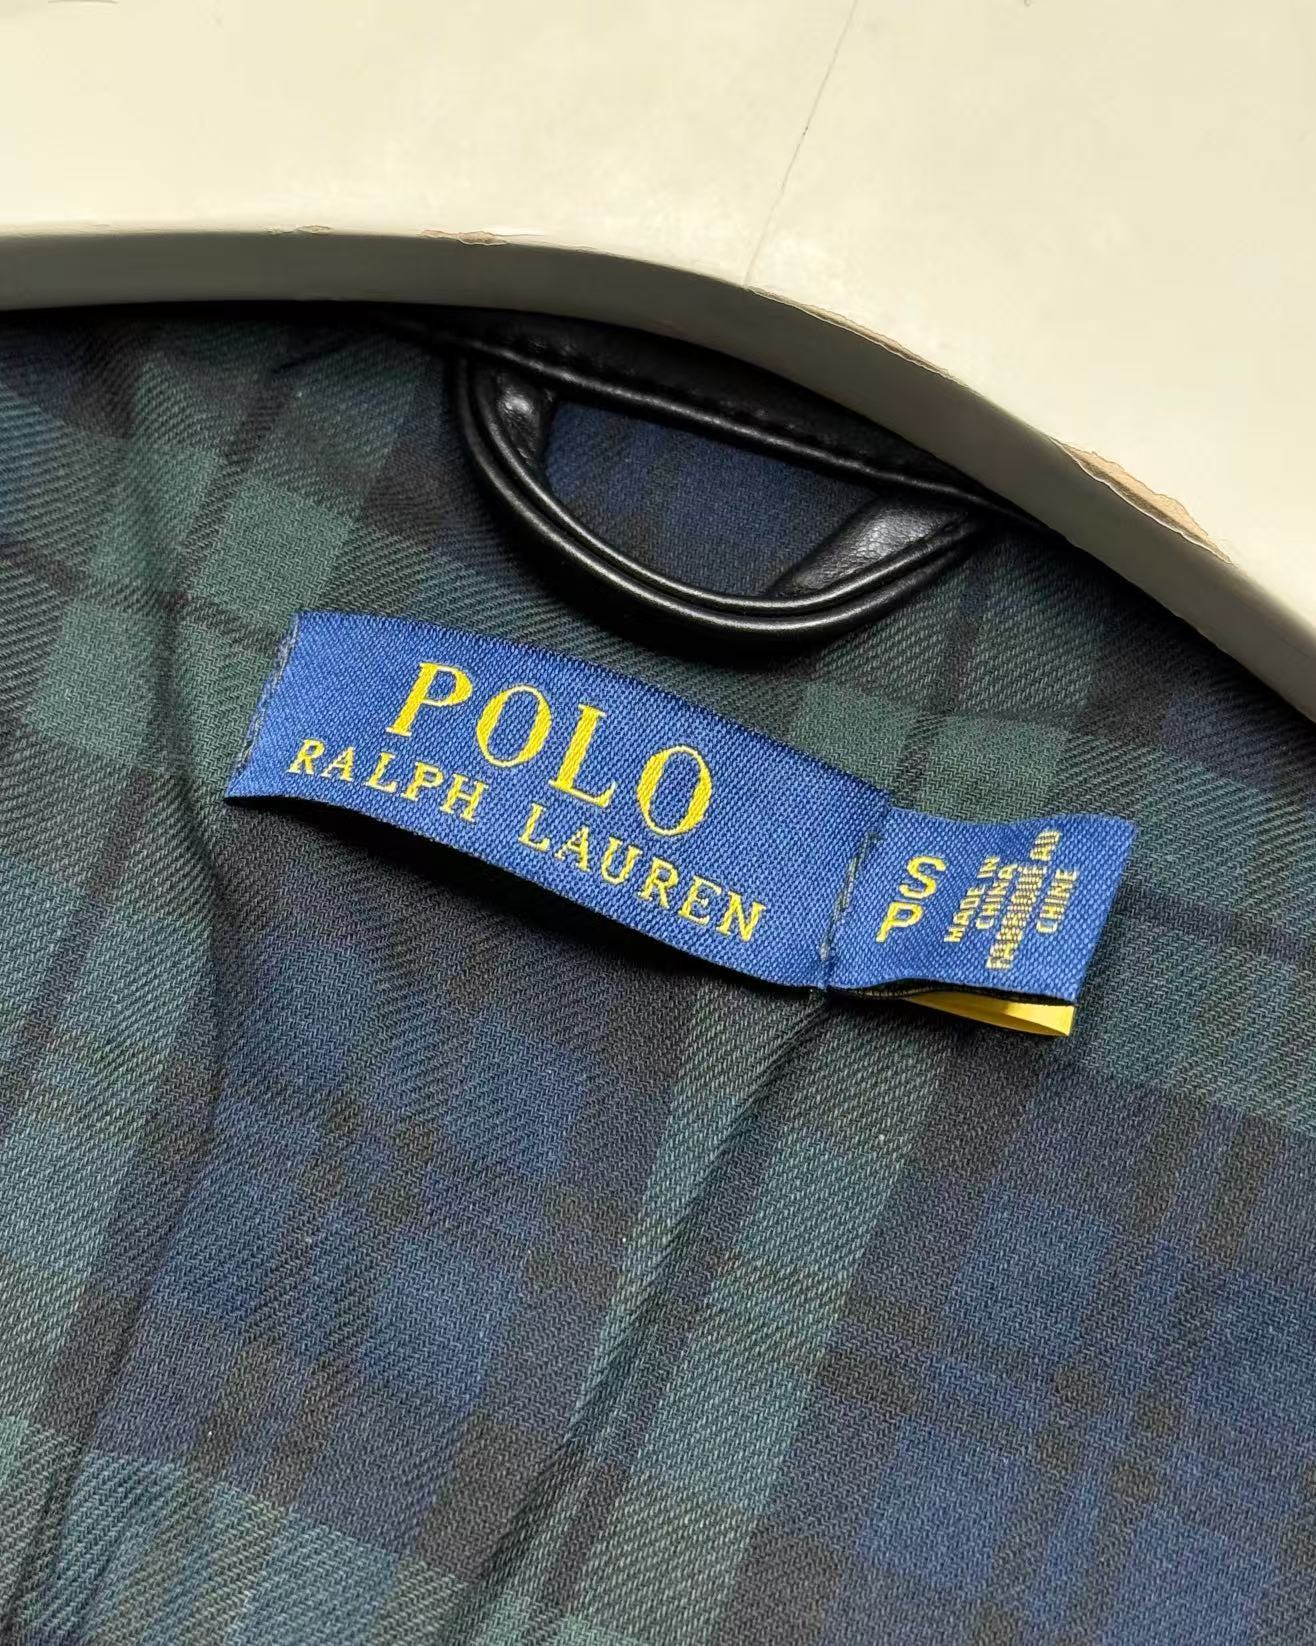 POLO
RALPH LAUREN
S
P
MADE IN
CHINA
FABRIQUÉ AU
CHINE